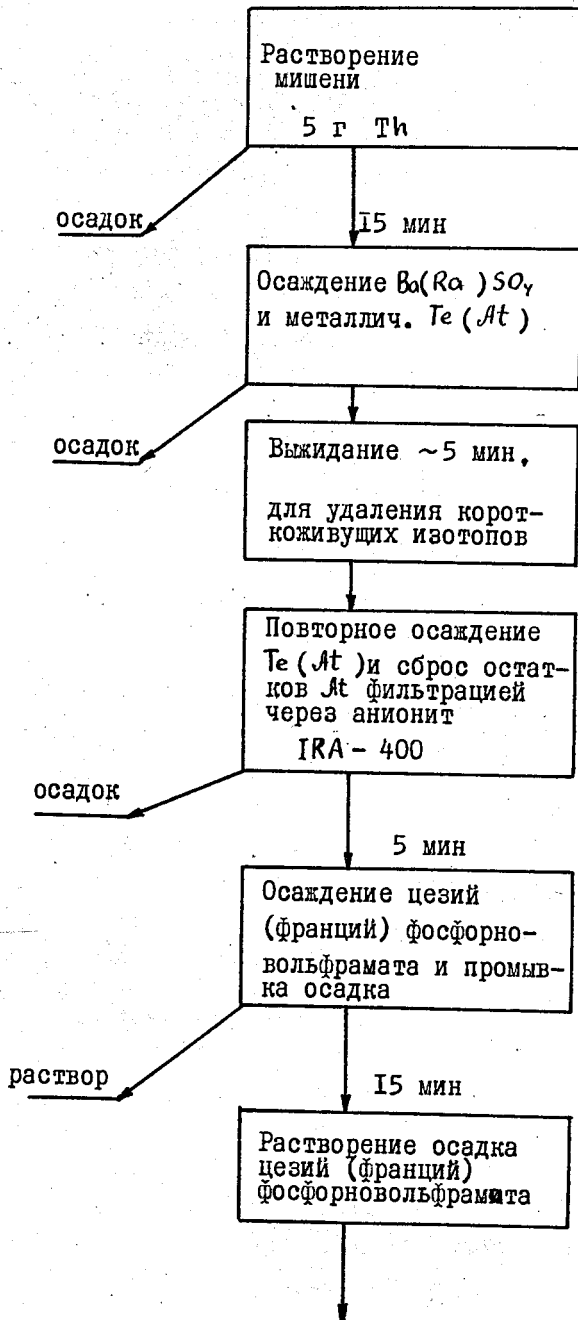 Растворение
мишени
5 г Th
осадок
I5 мин
Осаждение Ba(Ra)SO₄
и металлич. Te (At)
осадок
Выжидание ~5 мин.
для удаления корот-
коживущих изотопов
Повторное осаждение
Te (At) и сброс остат-
ков At фильтрацией
через анионит
IRA - 400
осадок
5 мин
Осаждение цезий
(франций) фосфорно-
вольфрамата и промыв-
ка осадка
раствор
I5 мин
Растворение осадка
цезий (франций)
фосфорновольфрамата